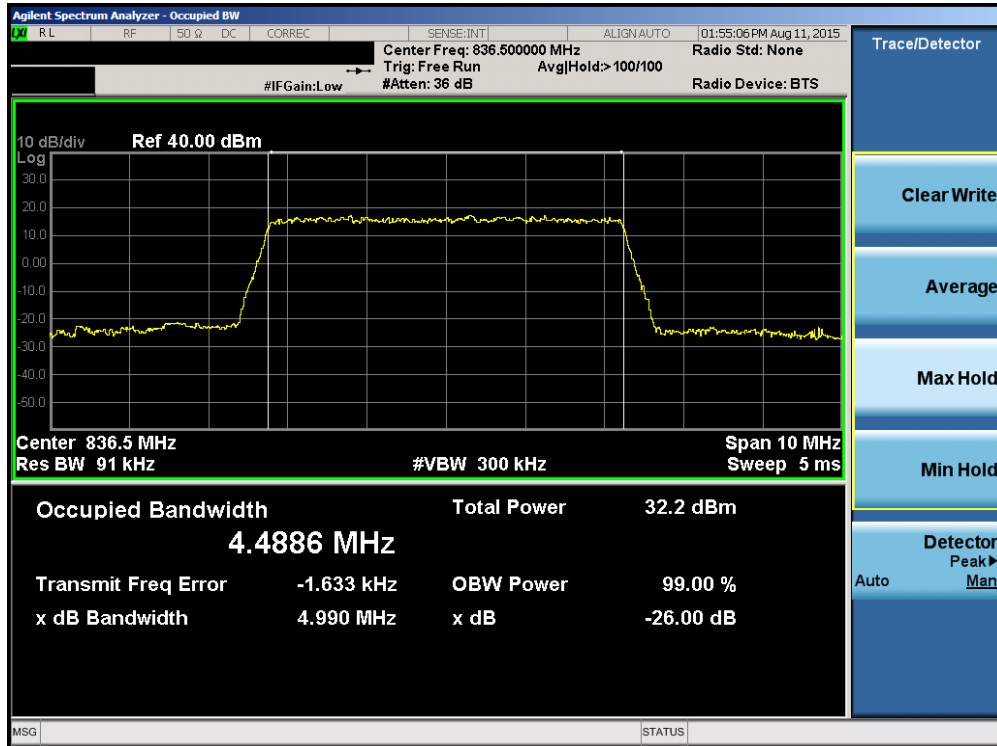 Agilent Spectrum Analyzer - Occupied BW
LXI RL RF 50 Ω DC CORREC SENSE:INT ALIGN AUTO 01:55:06 PM Aug 11, 2015
Center Freq: 836.500000 MHz Radio Std: None
Trig: Free Run Avg|Hold:>100/100
#IFGain:Low #Atten: 36 dB Radio Device: BTS
Trace/Detector
10 dB/div Ref 40.00 dBm
Log
30.0
20.0
10.0
0.00
-10.0
-20.0
-30.0
-40.0
-50.0
Center 836.5 MHz Span 10 MHz
Res BW 91 kHz #VBW 300 kHz Sweep 5 ms
Occupied Bandwidth Total Power 32.2 dBm
4.4886 MHz
Transmit Freq Error -1.633 kHz OBW Power 99.00 %
x dB Bandwidth 4.990 MHz x dB -26.00 dB
Clear Write
Average
Max Hold
Min Hold
Detector
Peak▶
Auto Man
MSG STATUS